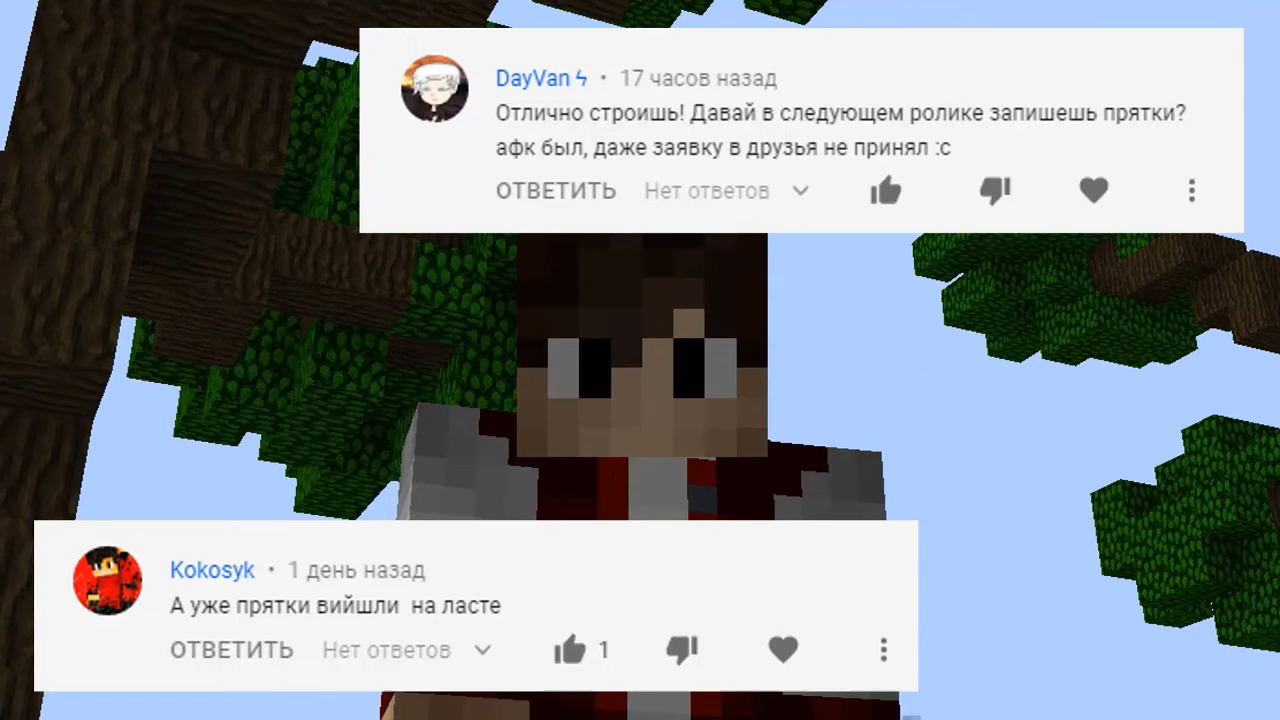 DayVan ϟ • 17 часов назад
Отлично строишь! Давай в следующем ролике запишешь прятки?
афк был, даже заявку в друзья не принял :с
ОТВЕТИТЬ Нет ответов
Kokosyk • 1 день назад
А уже прятки вийшли на ласте
ОТВЕТИТЬ Нет ответов 1